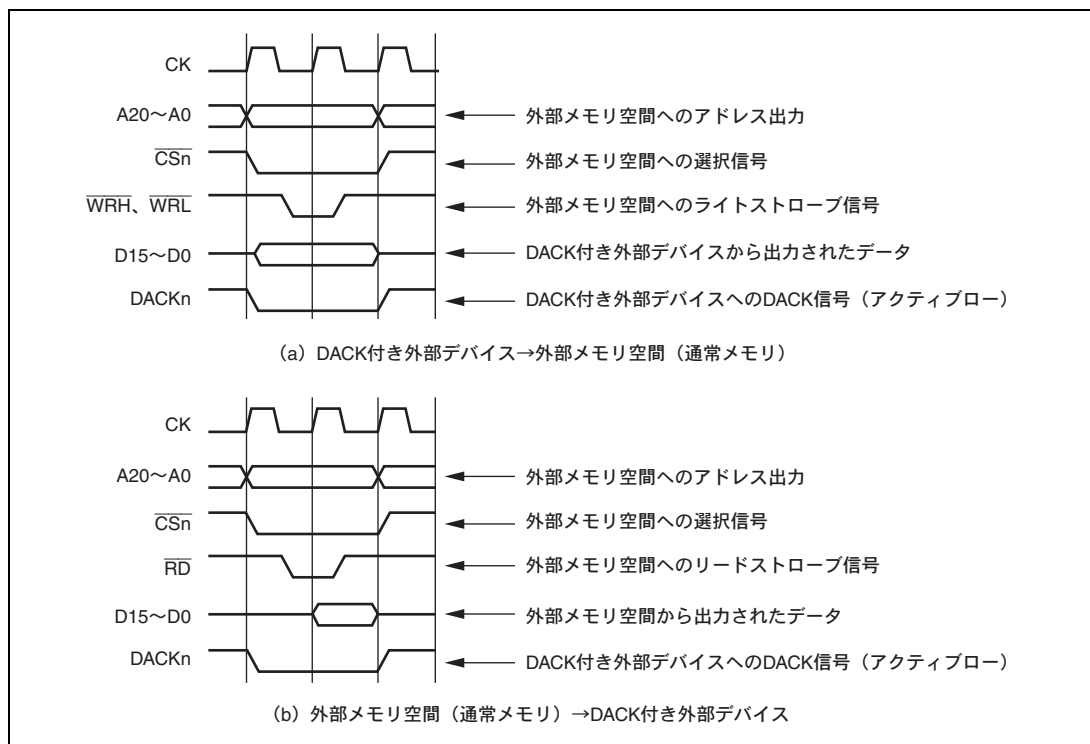 CK
A20～A0 外部メモリ空間へのアドレス出力
CSn 外部メモリ空間への選択信号
WRH、WRL 外部メモリ空間へのライトストローブ信号
D15～D0 DACK付き外部デバイスから出力されたデータ
DACKn DACK付き外部デバイスへのDACK信号（アクティブロー）
（a）DACK付き外部デバイス→外部メモリ空間（通常メモリ）
CK
A20～A0 外部メモリ空間へのアドレス出力
CSn 外部メモリ空間への選択信号
RD 外部メモリ空間へのリードストローブ信号
D15～D0 外部メモリ空間から出力されたデータ
DACKn DACK付き外部デバイスへのDACK信号（アクティブロー）
（b）外部メモリ空間（通常メモリ）→DACK付き外部デバイス